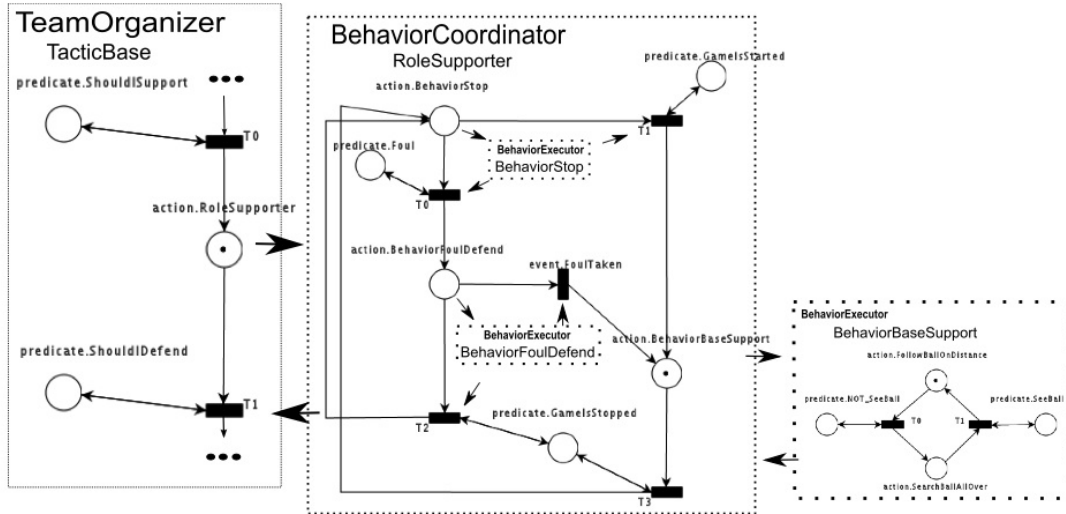 TeamOrganizer
TacticBase
predicate.ShouldISupport
T0
action.RoleSupporter
predicate.ShouldIDefend
T1
BehaviorCoordinator
RoleSupporter
predicate.GameIsStarted
action.BehaviorStop
T1
predicate.Foul
BehaviorExecutor
BehaviorStop
T0
action.BehaviorFoulDefend
event.FoulTaken
BehaviorExecutor
BehaviorFoulDefend
action.BehaviorBaseSupport
predicate.GameIsStopped
T2
T3
BehaviorExecutor
BehaviorBaseSupport
action.FollowBallOnDistance
predicate.NOT_SeeBall
predicate.SeeBall
T0
T1
action.SearchBallAllOver